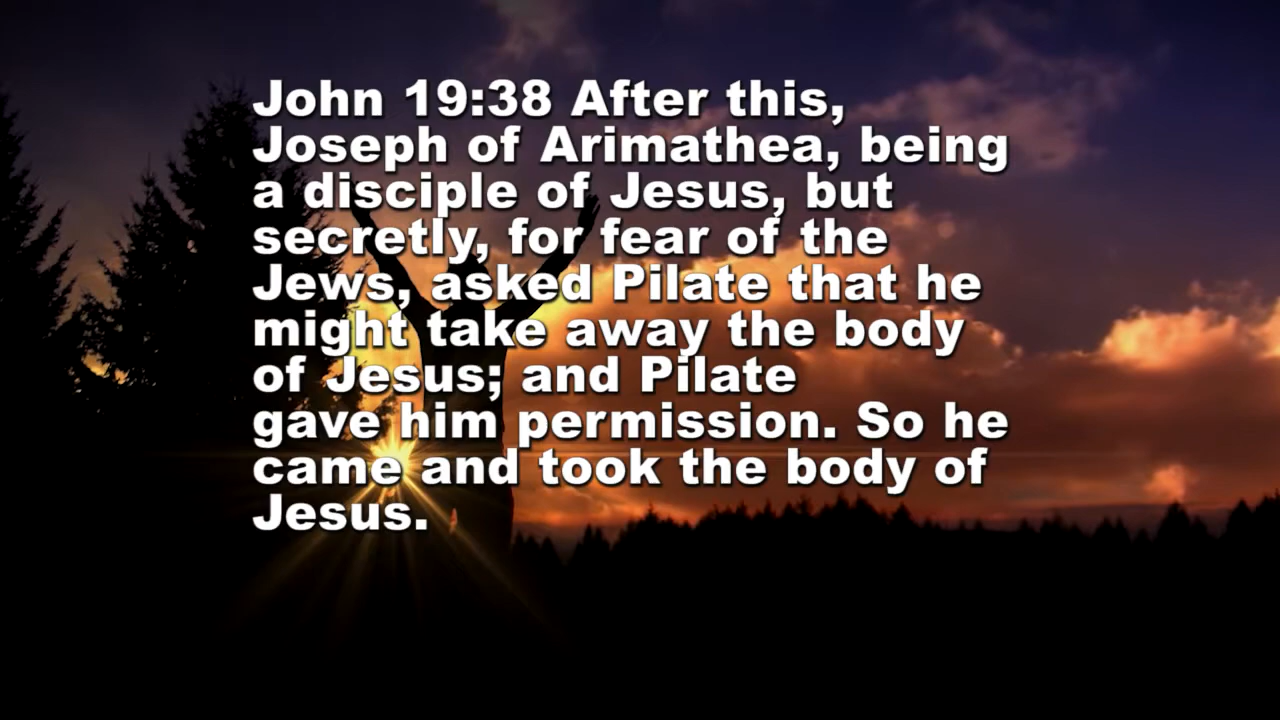 John 19:38 After this,
Joseph of Arimathea, being
a disciple of Jesus, but
secretly, for fear of the
Jews, asked Pilate that he
might take away the body
of Jesus; and Pilate
gave him permission. So he
came and took the body of
Jesus.